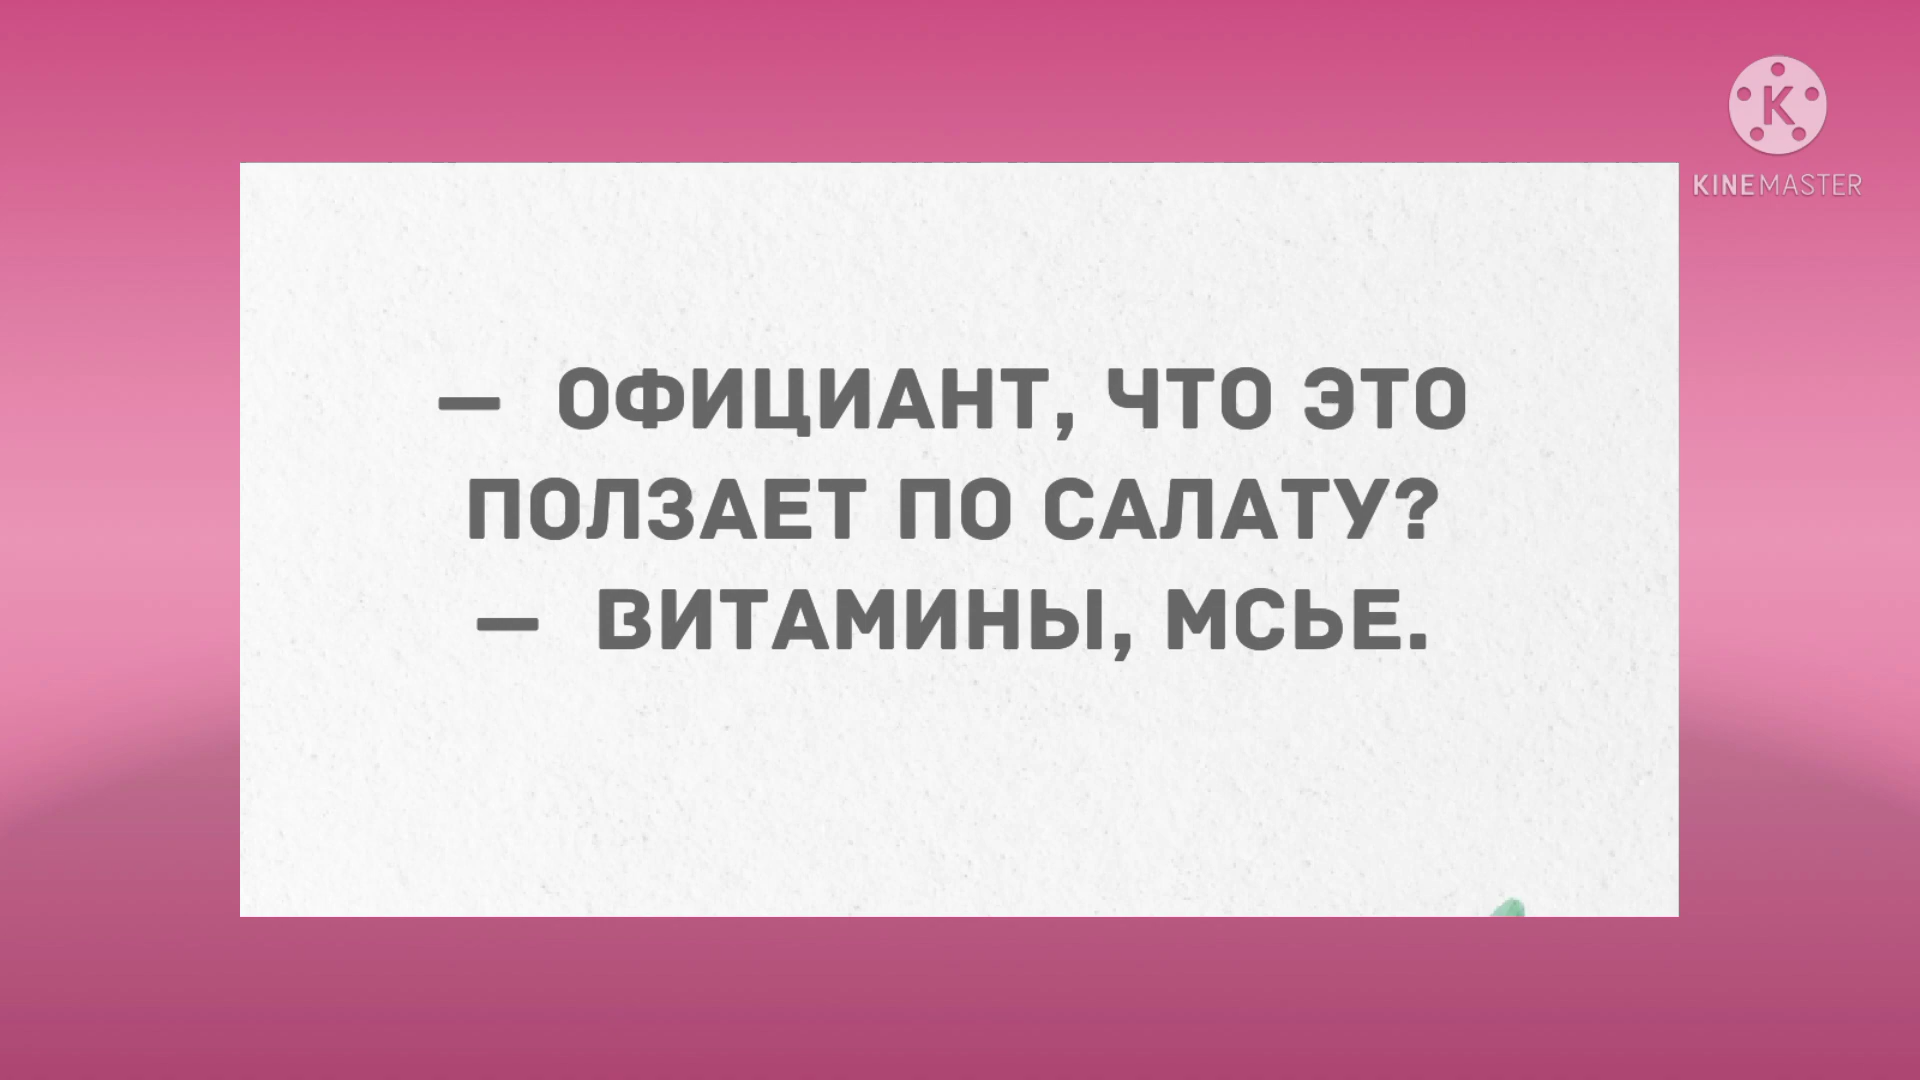 — ОФИЦИАНТ, ЧТО ЭТО
ПОЛЗАЕТ ПО САЛАТУ?
— ВИТАМИНЫ, МСЬЕ.
K
KINEMASTER